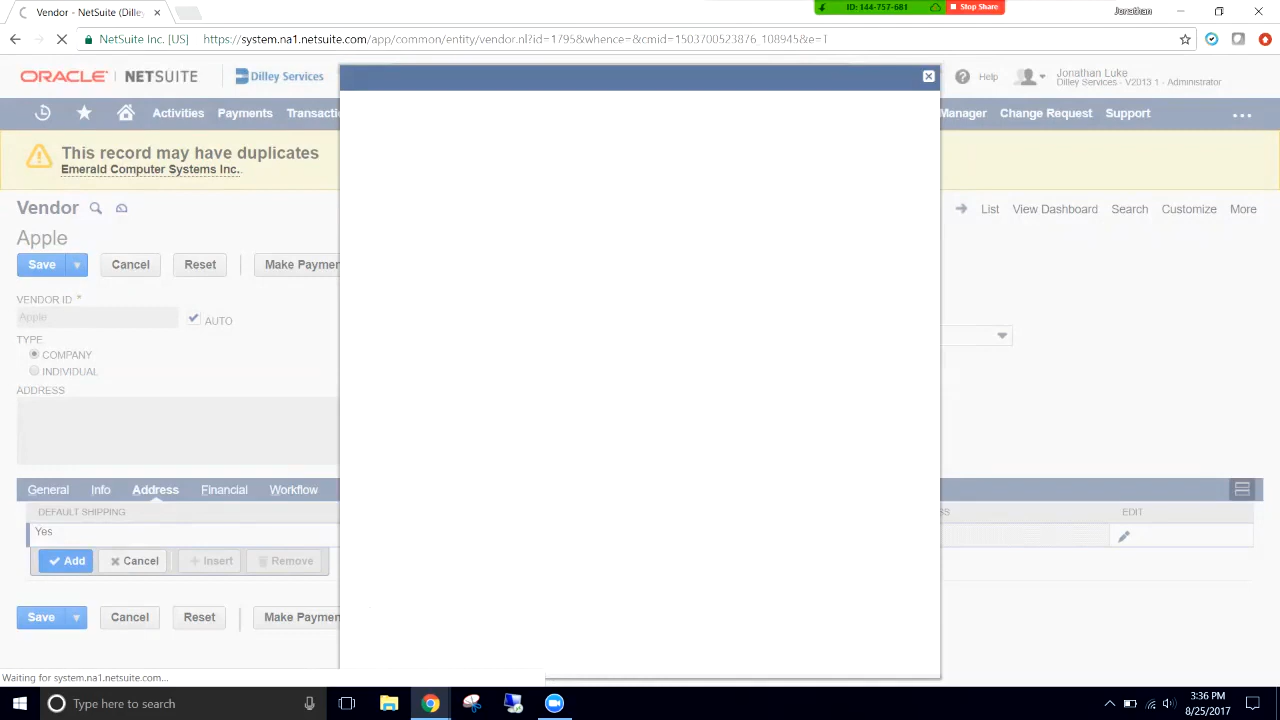 Vendor - NetSuite (Dilley
ID: 144-757-681
Stop Share
Jonathan
NetSuite Inc. [US]
https://system.na1.netsuite.com/app/common/entity/vendor.nl?id=1795&whence=&cmid=1503700523876_108945&e=1
ORACLE NETSUITE
Dilley Services
Help
Jonathan Luke
Dilley Services - V2013 1 - Administrator
Activities
Payments
Transacti
Manager
Change Request
Support
This record may have duplicates
Emerald Computer Systems Inc.
Vendor
List
View Dashboard
Search
Customize
More
Apple
Save
Cancel
Reset
Make Paymen
VENDOR ID *
Apple
AUTO
TYPE
COMPANY
INDIVIDUAL
ADDRESS
General
Info
Address
Financial
Workflow
DEFAULT SHIPPING
SS
EDIT
Yes
Add
Cancel
Insert
Remove
Save
Cancel
Reset
Make Paymen
Waiting for system.na1.netsuite.com...
Type here to search
3:36 PM
8/25/2017